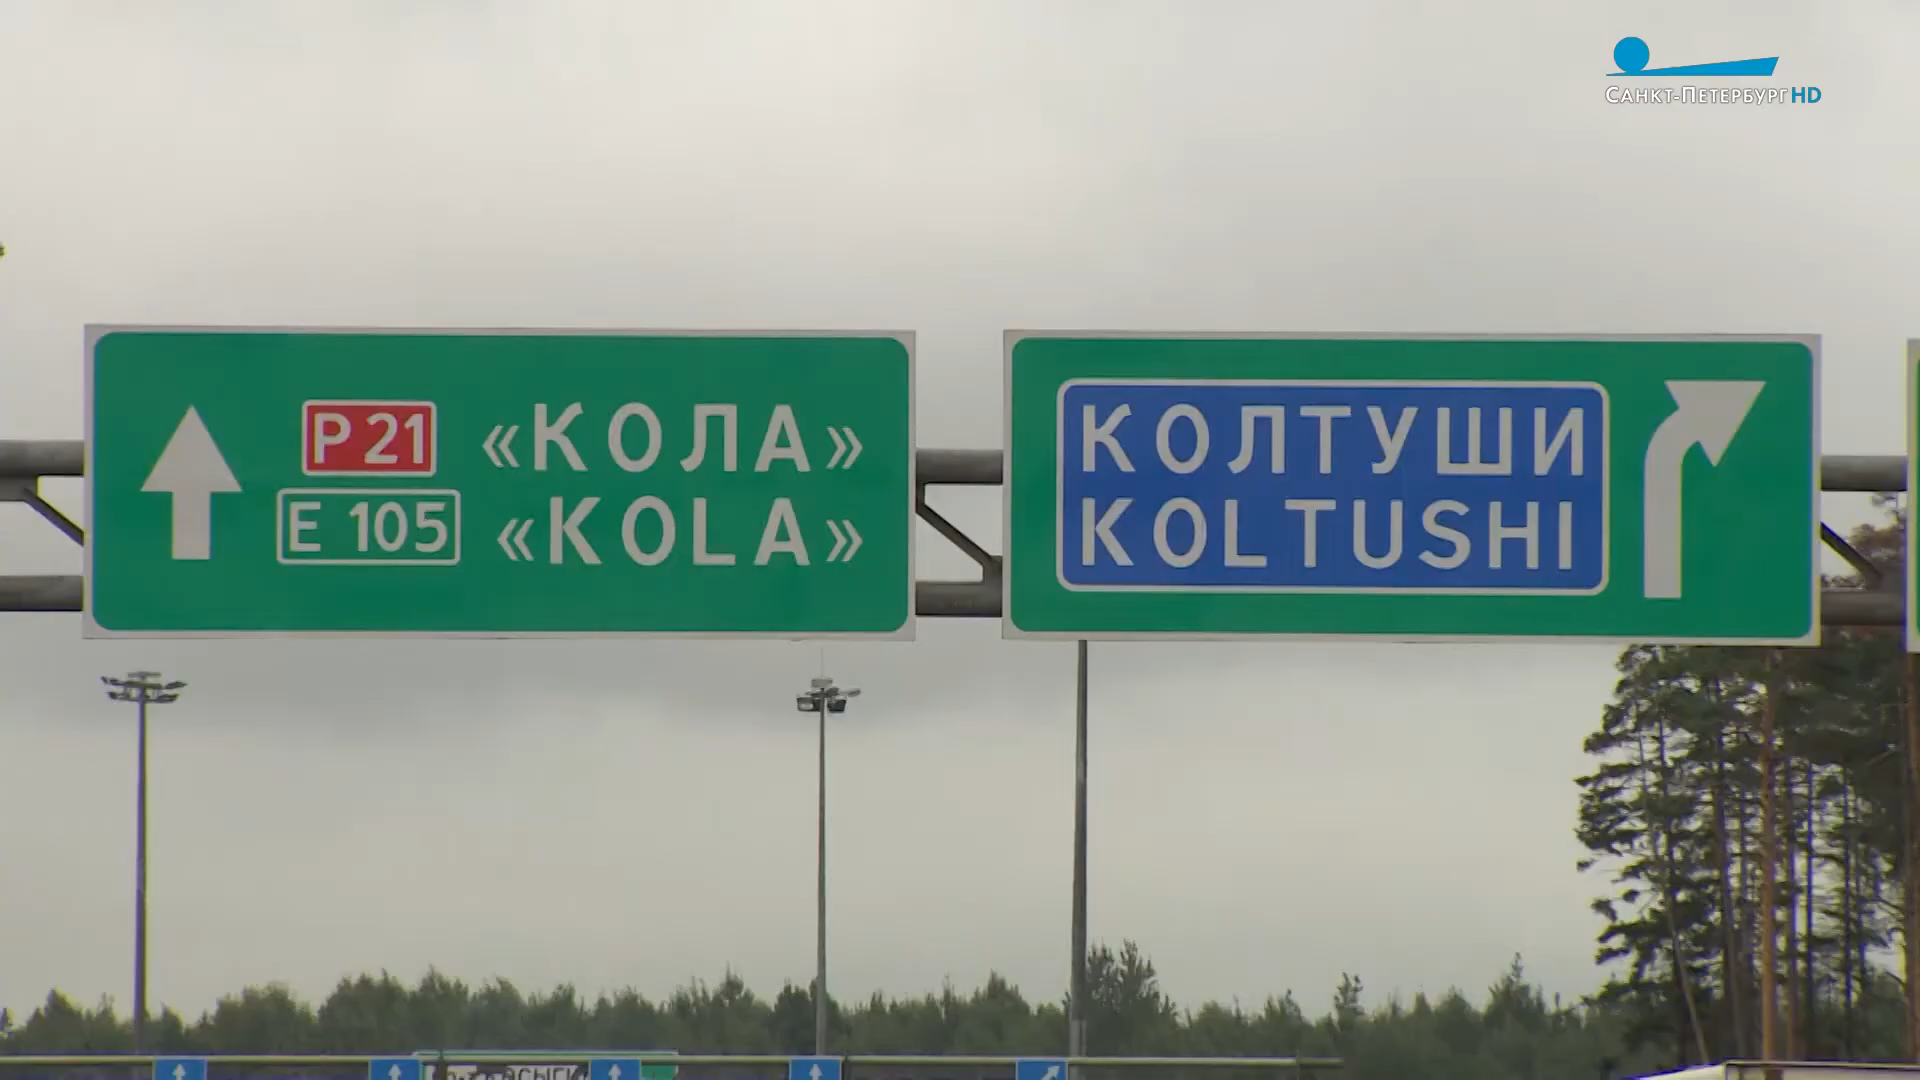 Санкт-Петербург HD
Р 21 «КОЛА»
E 105 «KOLA»
КОЛТУШИ
KOLTUSHI